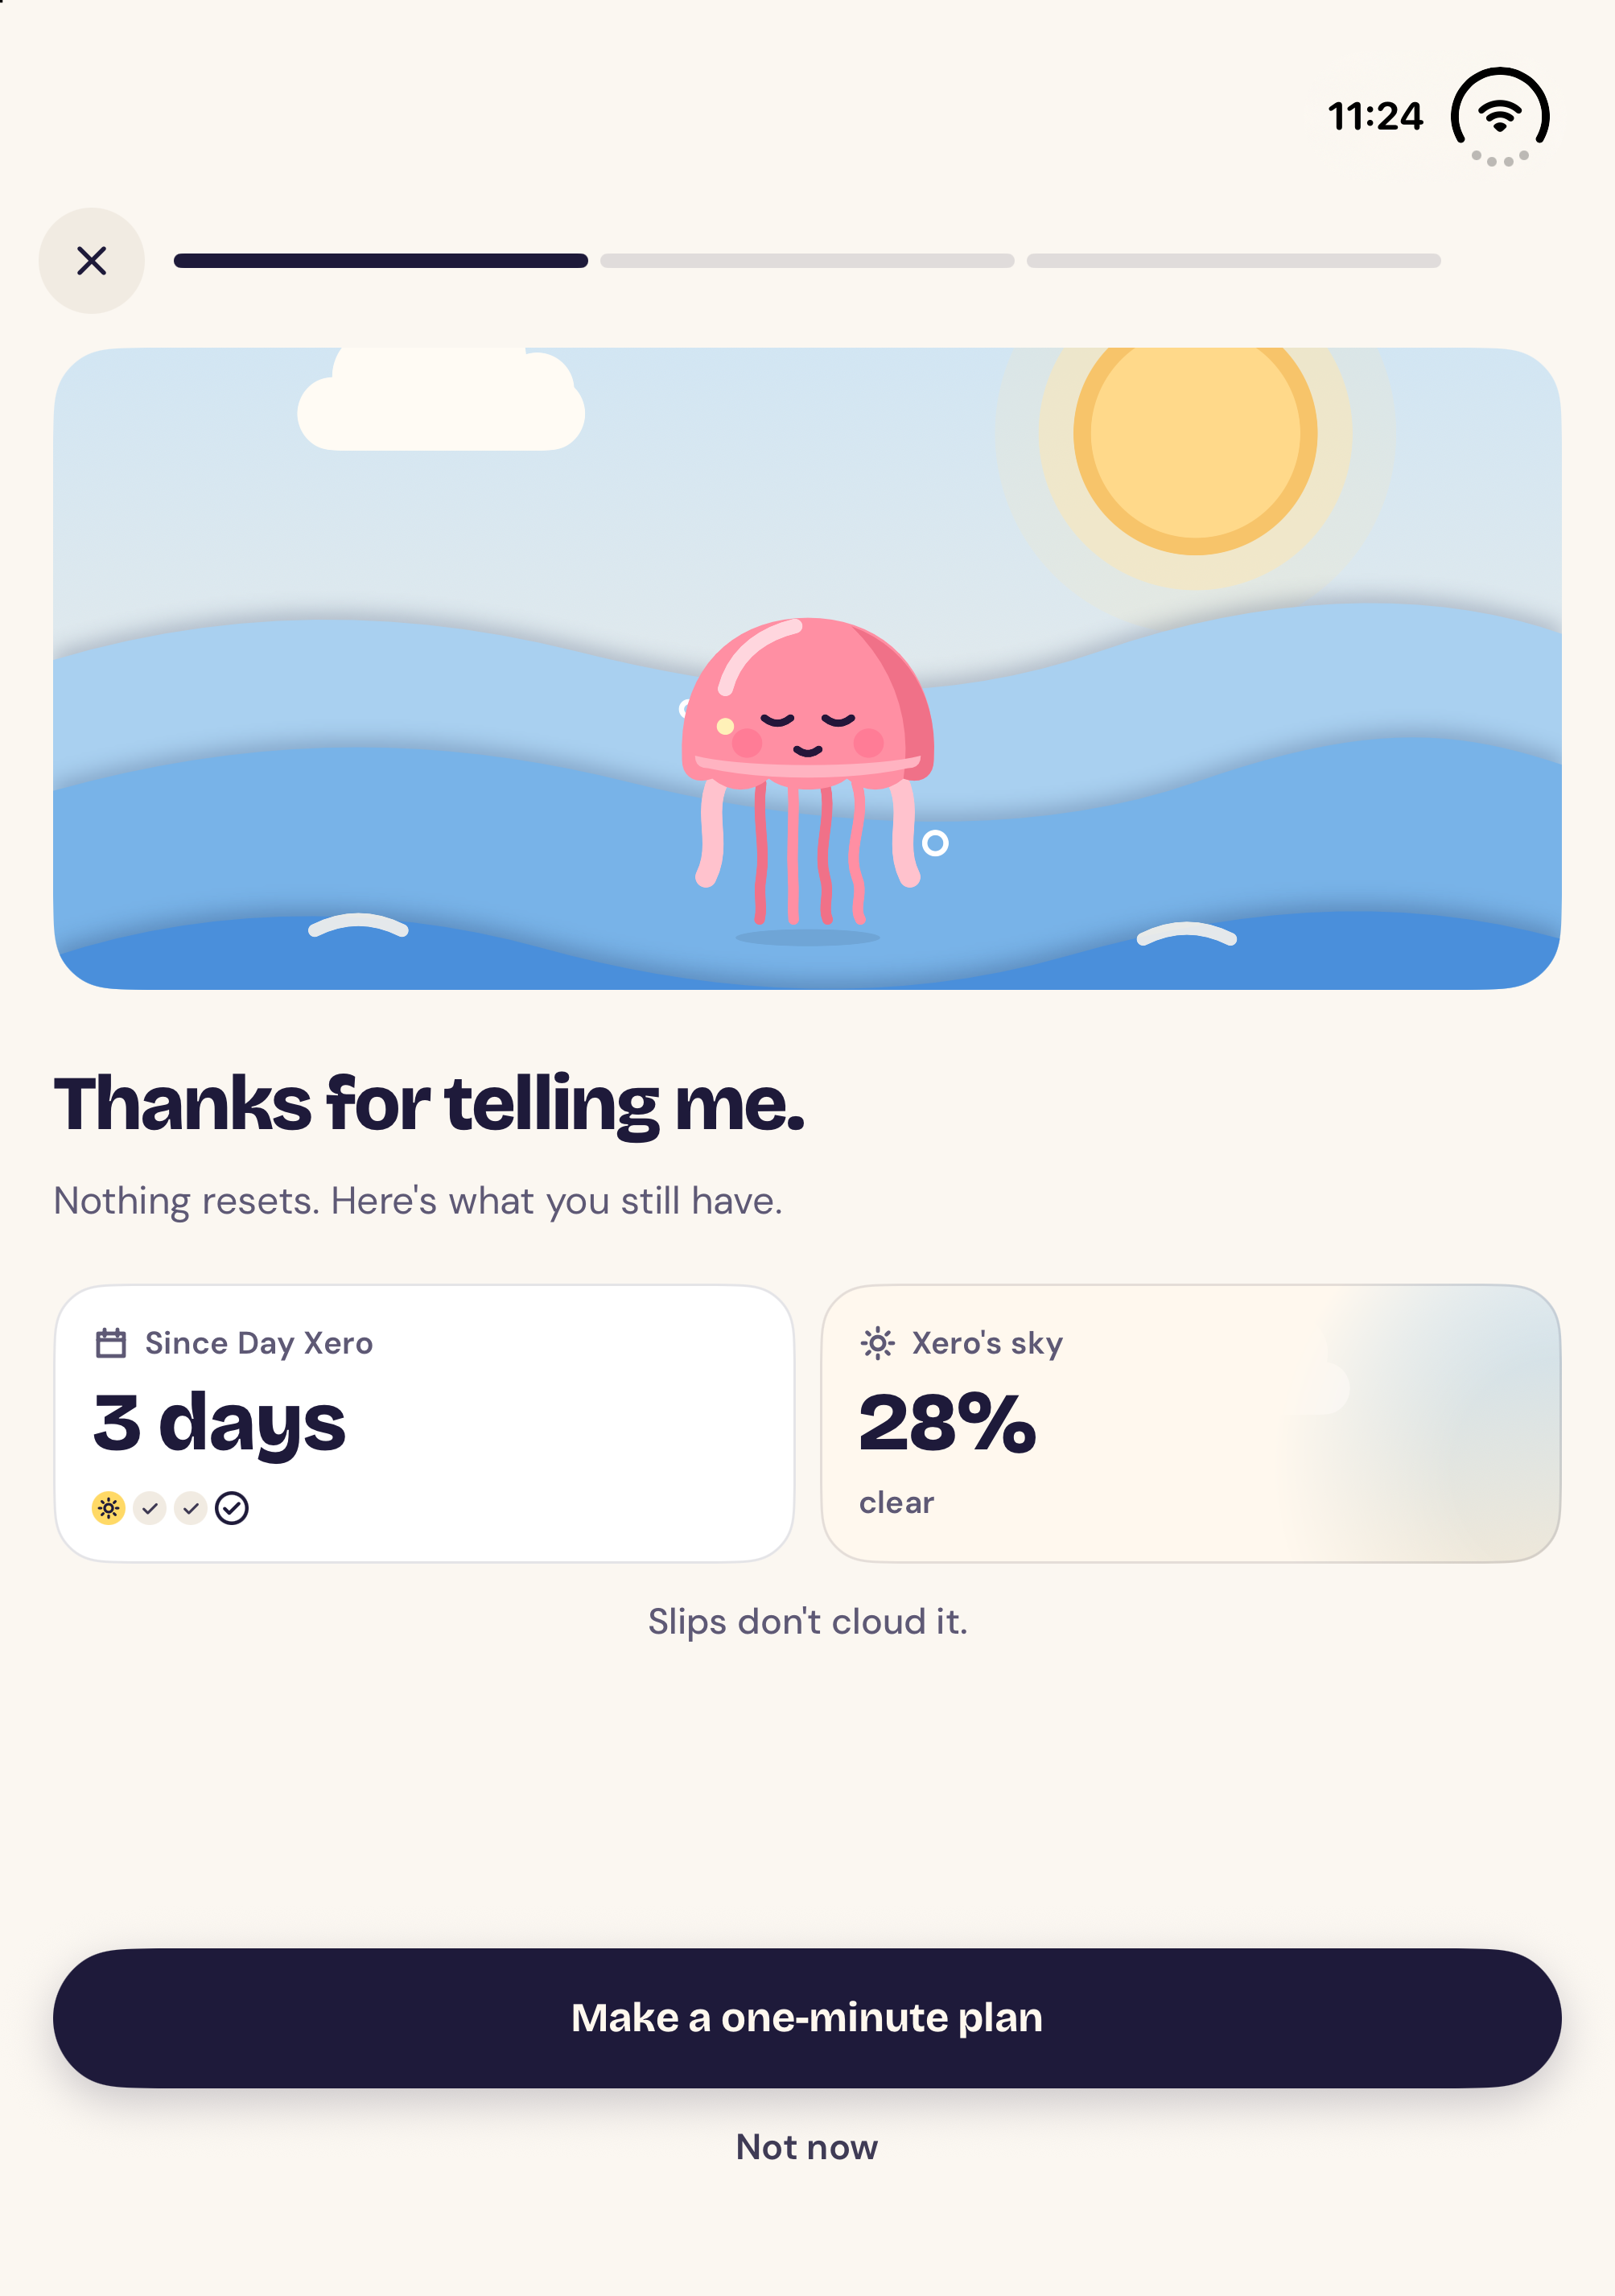 11:24
Thanks for telling me.
Nothing resets. Here's what you still have.
Since Day Xero
3 days
Xero's sky
28%
clear
Slips don't cloud it.
Make a one-minute plan
Not now